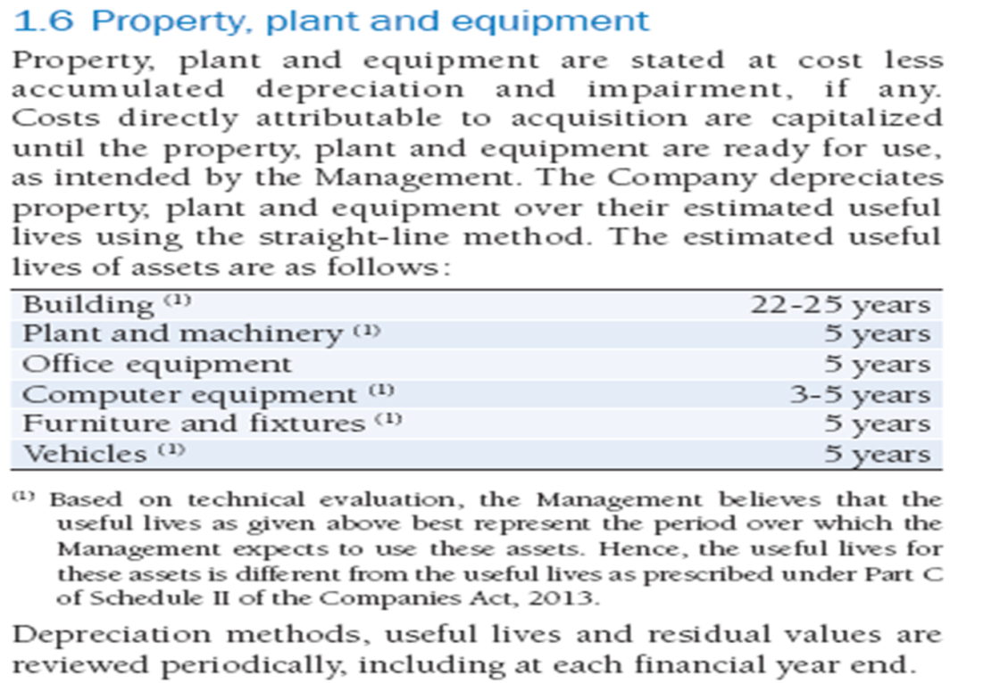 1.6 Property, plant and equipment
Property, plant and equipment are stated at cost less
accumulated depreciation and impairment, if any.
Costs directly attributable to acquisition are capitalized
until the property, plant and equipment are ready for use,
as intended by the Management. The Company depreciates
property, plant and equipment over their estimated useful
lives using the straight-line method. The estimated useful
lives of assets are as follows:
Building (1) 22-25 years
Plant and machinery (1) 5 years
Office equipment 5 years
Computer equipment (1) 3-5 years
Furniture and fixtures (1) 5 years
Vehicles (1) 5 years
(1) Based on technical evaluation, the Management believes that the
useful lives as given above best represent the period over which the
Management expects to use these assets. Hence, the useful lives for
these assets is different from the useful lives as prescribed under Part C
of Schedule II of the Companies Act, 2013.
Depreciation methods, useful lives and residual values are
reviewed periodically, including at each financial year end.